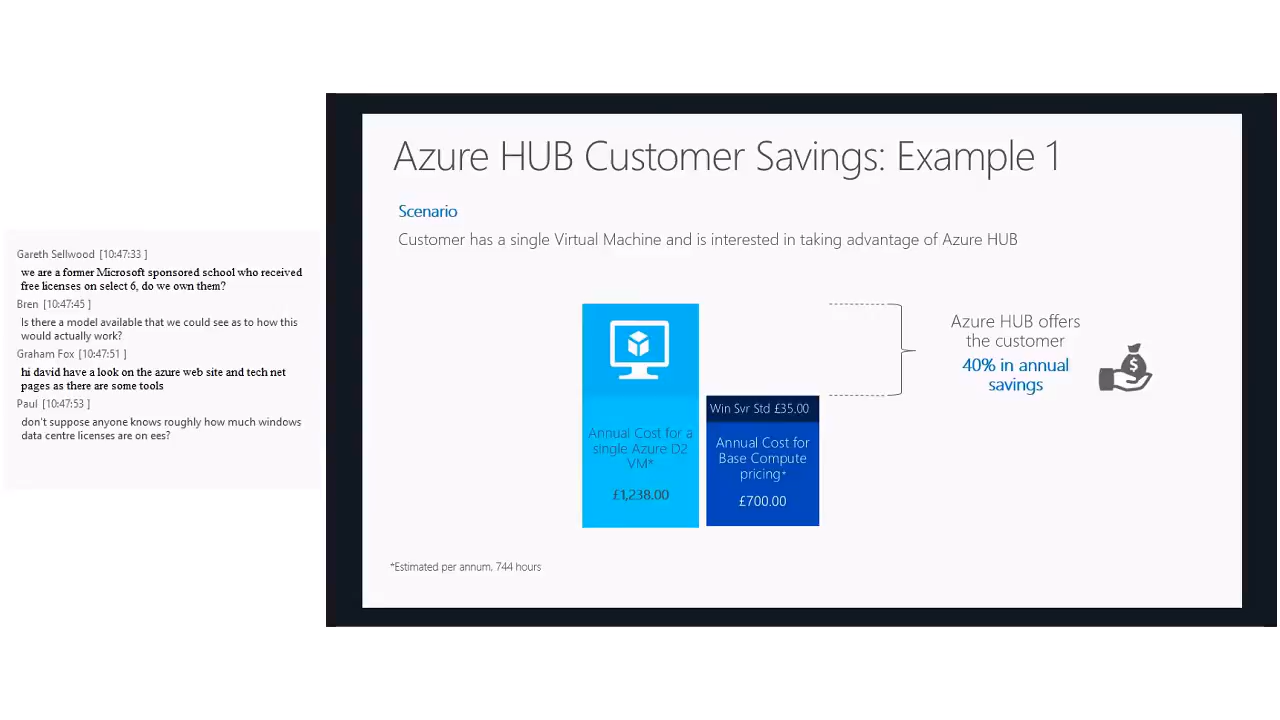 Gareth Sellwood [10:47:33 ]
we are a former Microsoft sponsored school who received
free licenses on select 6, do we own them?
Bren [10:47:45 ]
Is there a model available that we could see as to how this
would actually work?
Graham Fox [10:47:51 ]
hi david have a look on the azure web site and tech net
pages as there are some tools
Paul [10:47:53 ]
don't suppose anyone knows roughly how much windows
data centre licenses are on ees?
Azure HUB Customer Savings: Example 1
Scenario
Customer has a single Virtual Machine and is interested in taking advantage of Azure HUB
Annual Cost for a
single Azure D2
VM*
£1,238.00
Win Svr Std £35.00
Annual Cost for
Base Compute
pricing*
£700.00
Azure HUB offers
the customer
40% in annual
savings
$
*Estimated per annum, 744 hours